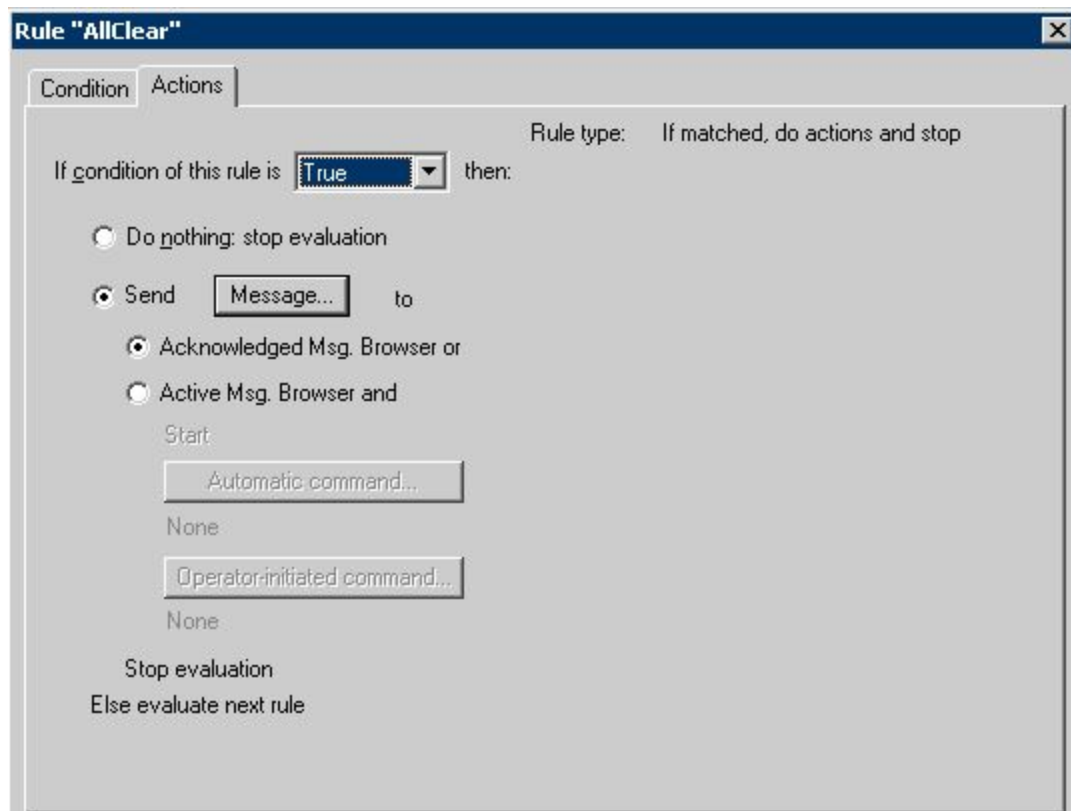 Rule "AllClear"
Condition
Actions
Rule type: If matched, do actions and stop
If condition of this rule is True then:
Do nothing: stop evaluation
Send Message... to
Acknowledged Msg. Browser or
Active Msg. Browser and
Start
Automatic command...
None
Operator-initiated command...
None
Stop evaluation
Else evaluate next rule